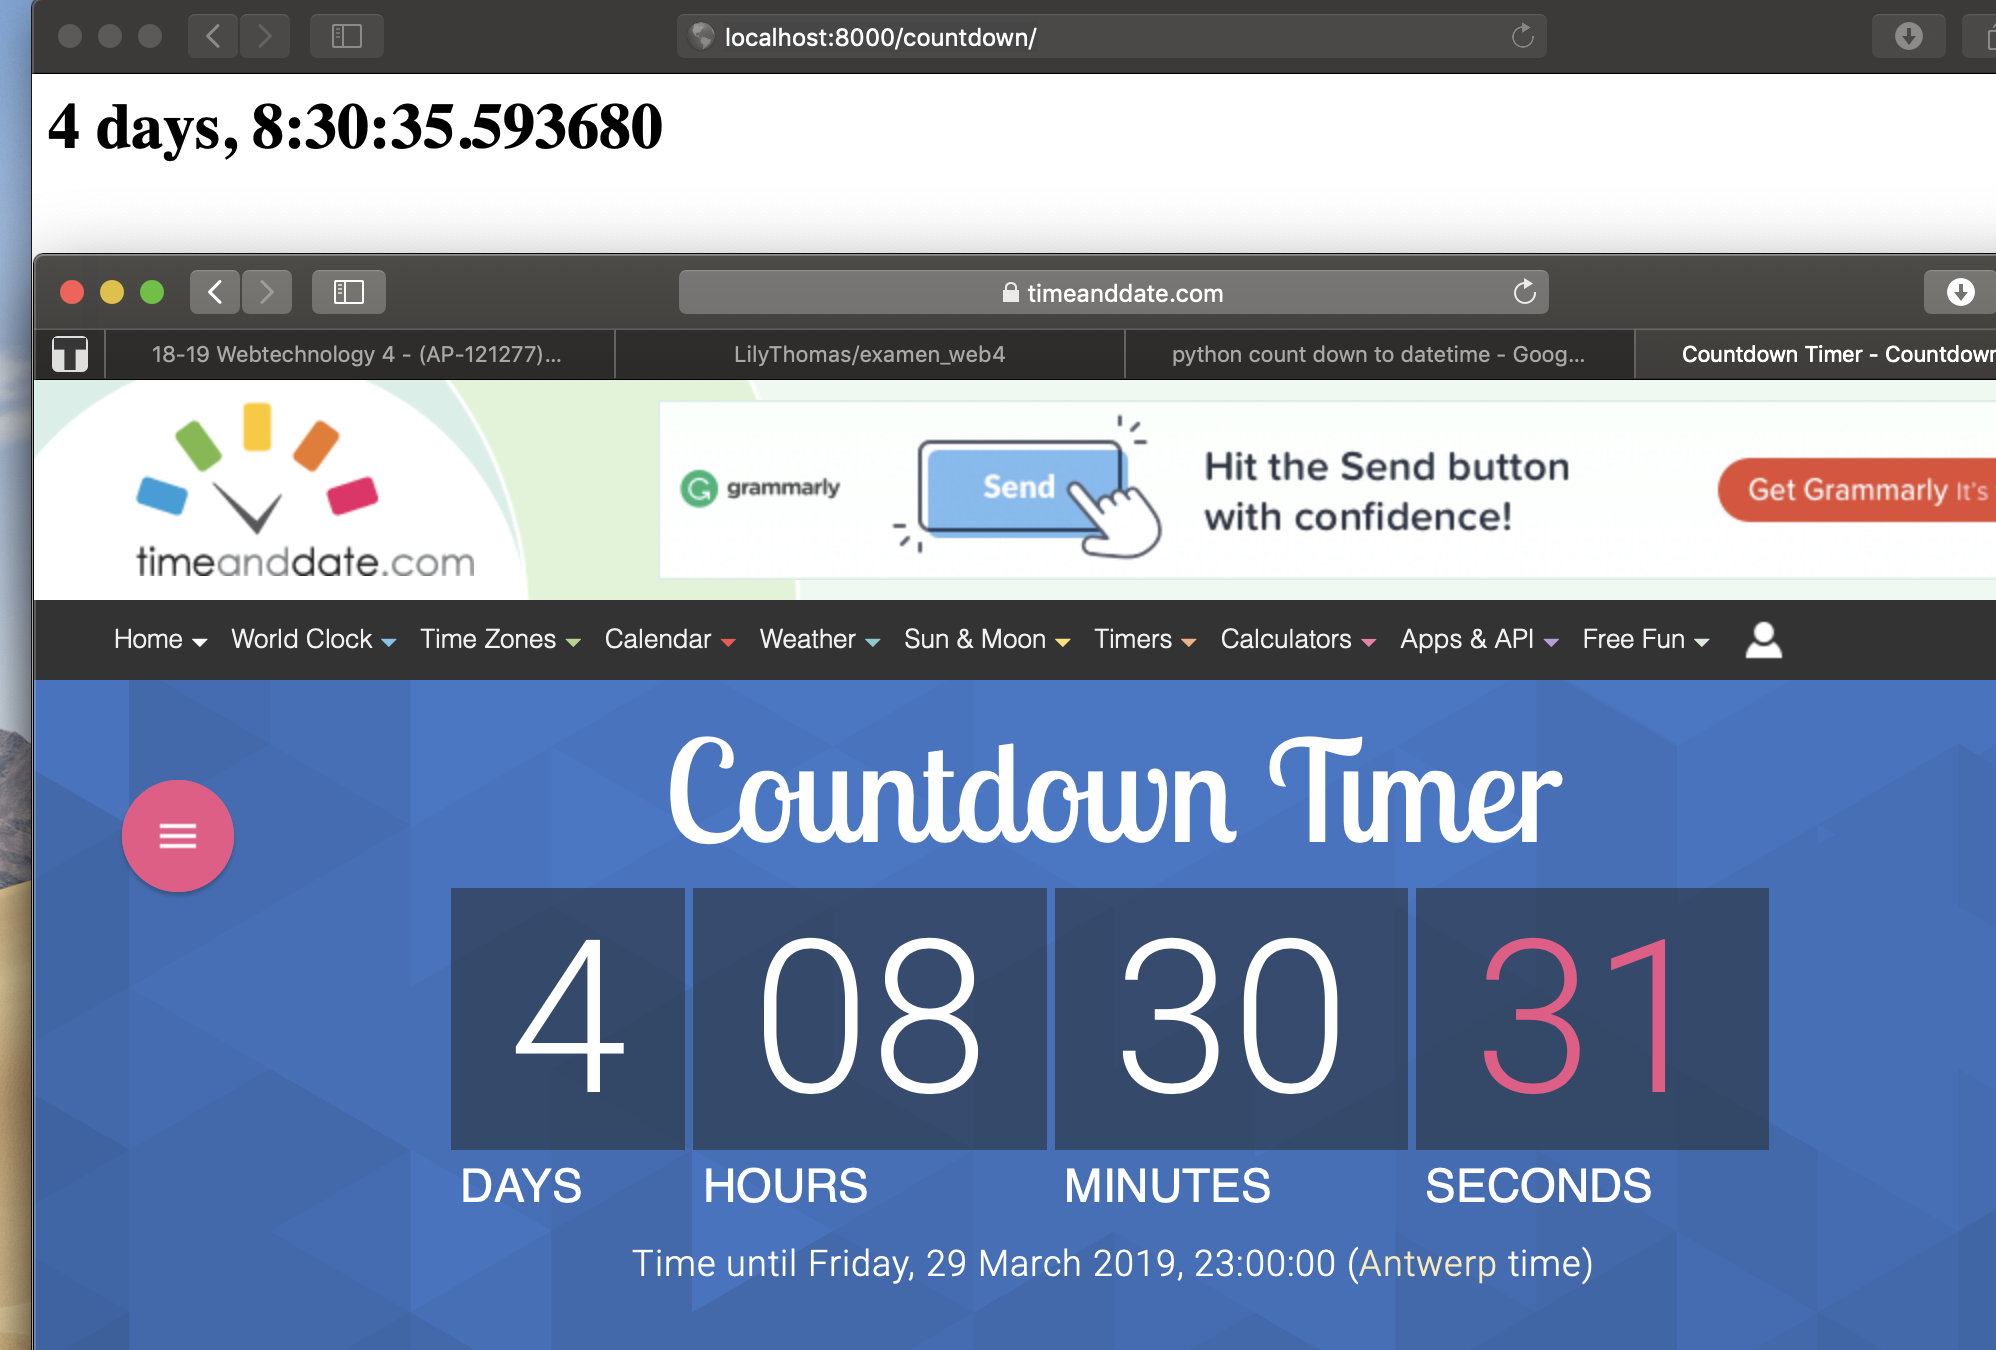 localhost:8000/countdown/
4 days, 8:30:35.593680
timeanddate.com
18-19 Webtechnology 4 - (AP-121277)...
LilyThomas/examen_web4
python count down to datetime - Goog...
Countdown Timer - Countdown
timeanddate.com
grammarly
Send
Hit the Send button
with confidence!
Get Grammarly It's
Home World Clock Time Zones Calendar Weather Sun & Moon Timers Calculators Apps & API Free Fun
Countdown Timer
4 08 30 31
DAYS HOURS MINUTES SECONDS
Time until Friday, 29 March 2019, 23:00:00 (Antwerp time)